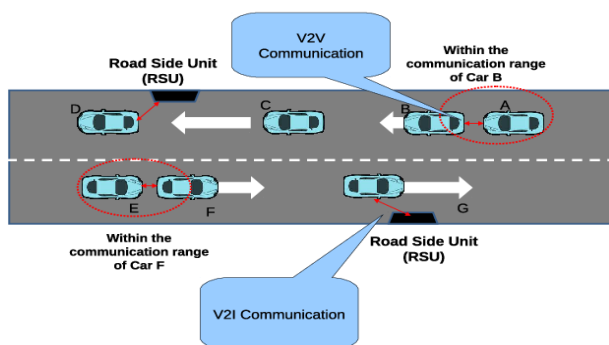 V2V
Communication
Within the
communication range
of Car B
Road Side Unit
(RSU)
D
C
B
A
E
F
G
Within the
communication range
of Car F
Road Side Unit
(RSU)
V2I Communication